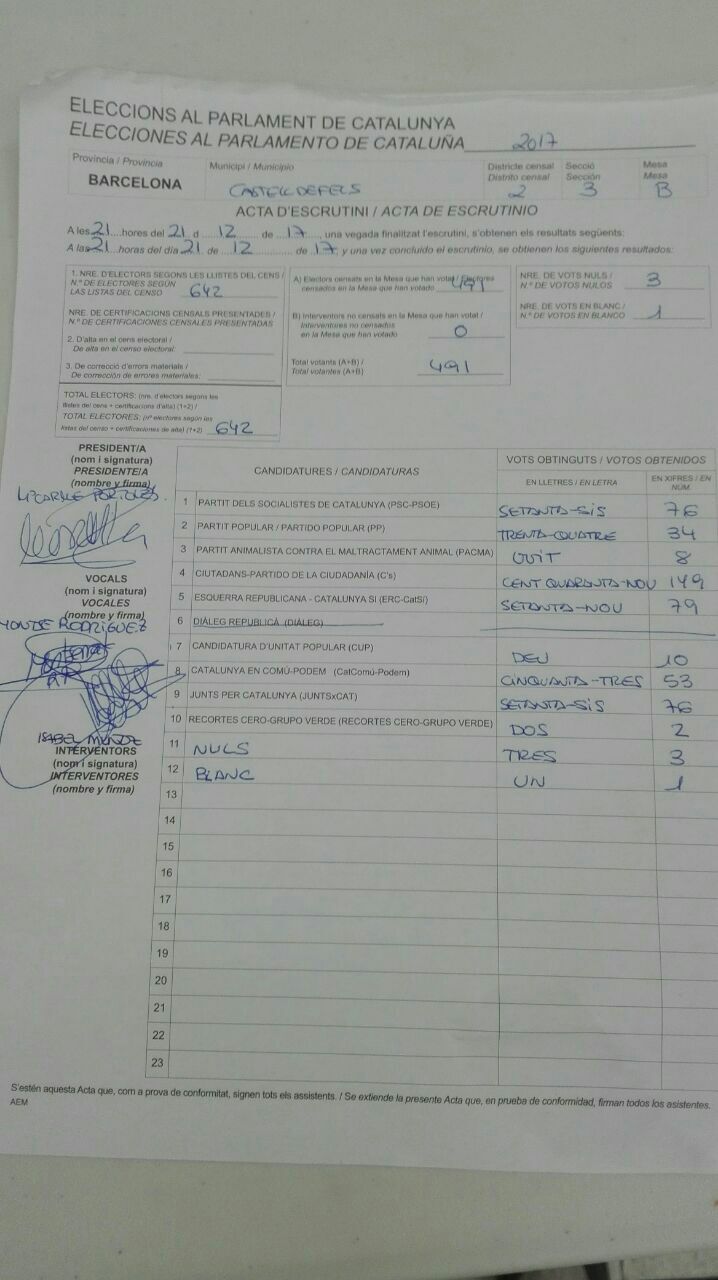 ELECCIONS AL PARLAMENT DE CATALUNYA
ELECCIONES AL PARLAMENTO DE CATALUÑA 2017
Província / Provincia Municipi / Municipio Districte censal Secció Mesa
Distrito censal Sección Mesa
BARCELONA CASTELLDEFELS 2 3 B
ACTA D'ESCRUTINI / ACTA DE ESCRUTINIO
A les 21 hores del 21 d 12 de 17, una vegada finalitzat l'escrutini, s'obtenen els resultats següents:
A las 21 horas del día 21 de 12 de 17, y una vez concluido el escrutinio, se obtienen los siguientes resultados:
1. NRE. D'ELECTORS SEGONS LES LLISTES DEL CENS /
N.º DE ELECTORES SEGÚN
LAS LISTAS DEL CENSO 642
NRE. DE CERTIFICACIONS CENSALS PRESENTADES /
N.º DE CERTIFICACIONES CENSALES PRESENTADAS
2. D'alta en el cens electoral /
De alta en el censo electoral:
3. De correcció d'errors materials /
De corrección de errores materiales:
TOTAL ELECTORS: (nre. d'electors segons les
llistes del cens + certificacions d'alta) (1+2) /
TOTAL ELECTORES: (nº electores según las
listas del censo + certificaciones de alta) (1+2) 642
A) Electors censats en la Mesa que han votat / Electores
censados en la Mesa que han votado 491
B) Interventors no censats en la Mesa que han votat /
Interventores no censados
en la Mesa que han votado 0
Total votants (A+B) /
Total votantes (A+B) 491
NRE. DE VOTS NULS /
N.º DE VOTOS NULOS 3
NRE. DE VOTS EN BLANC /
N.º DE VOTOS EN BLANCO 1
PRESIDENT/A
(nom i signatura)
PRESIDENTE/A
(nombre y firma)
VOCALS
(nom i signatura)
VOCALES
(nombre y firma)
MONTSE RODRIGUEZ
ISABEL
INTERVENTORS
(nom i signatura)
INTERVENTORES
(nombre y firma)
CANDIDATURES / CANDIDATURAS VOTS OBTINGUTS / VOTOS OBTENIDOS
EN LLETRES / EN LETRA EN XIFRES / EN NÚM.
1 PARTIT DELS SOCIALISTES DE CATALUNYA (PSC-PSOE) SETANTA-SIS 76
2 PARTIT POPULAR / PARTIDO POPULAR (PP) TRENTA-QUATRE 34
3 PARTIT ANIMALISTA CONTRA EL MALTRACTAMENT ANIMAL (PACMA) VUIT 8
4 CIUTADANS-PARTIDO DE LA CIUDADANÍA (C's) CENT QUARANTA-NOU 149
5 ESQUERRA REPUBLICANA - CATALUNYA SÍ (ERC-CatSí) SETANTA-NOU 79
6 DIÀLEG REPUBLICÀ (DIÀLEG)
7 CANDIDATURA D'UNITAT POPULAR (CUP) DEU 10
8 CATALUNYA EN COMÚ-PODEM (CatComú-Podem) CINQUANTA-TRES 53
9 JUNTS PER CATALUNYA (JUNTSxCAT) SETANTA-SIS 76
10 RECORTES CERO-GRUPO VERDE (RECORTES CERO-GRUPO VERDE) DOS 2
11 NULS TRES 3
12 BLANC UN 1
13
14
15
16
17
18
19
20
21
22
23
S'estén aquesta Acta que, com a prova de conformitat, signen tots els assistents. / Se extiende la presente Acta que, en prueba de conformidad, firman todos los asistentes.
AEM